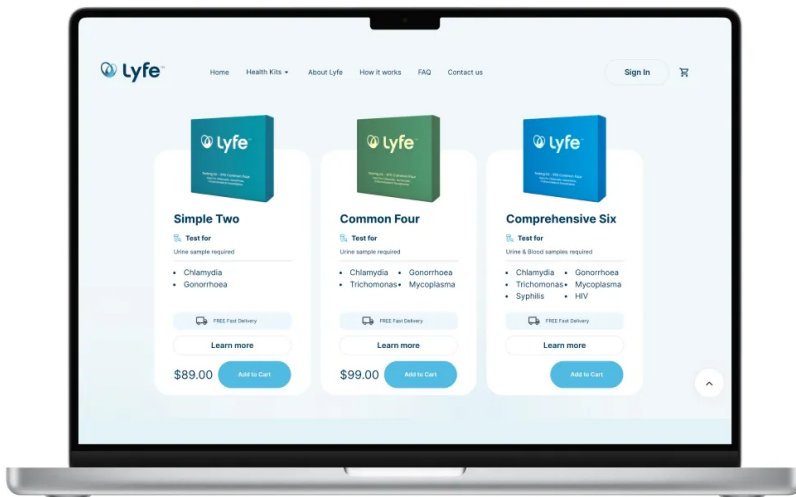 Lyfe™
Home
Health Kits
About Lyfe
How it works
FAQ
Contact us
Sign In
Lyfe
Lyfe
Lyfe
Simple Two
Test for
Urine sample required
• Chlamydia
• Gonorrhoea
FREE Fast Delivery
Learn more
$89.00
Add to Cart
Common Four
Test for
Urine sample required
• Chlamydia • Gonorrhoea
• Trichomonas • Mycoplasma
FREE Fast Delivery
Learn more
$99.00
Add to Cart
Comprehensive Six
Test for
Urine & Blood samples required
• Chlamydia • Gonorrhoea
• Trichomonas • Mycoplasma
• Syphilis • HIV
FREE Fast Delivery
Learn more
Add to Cart